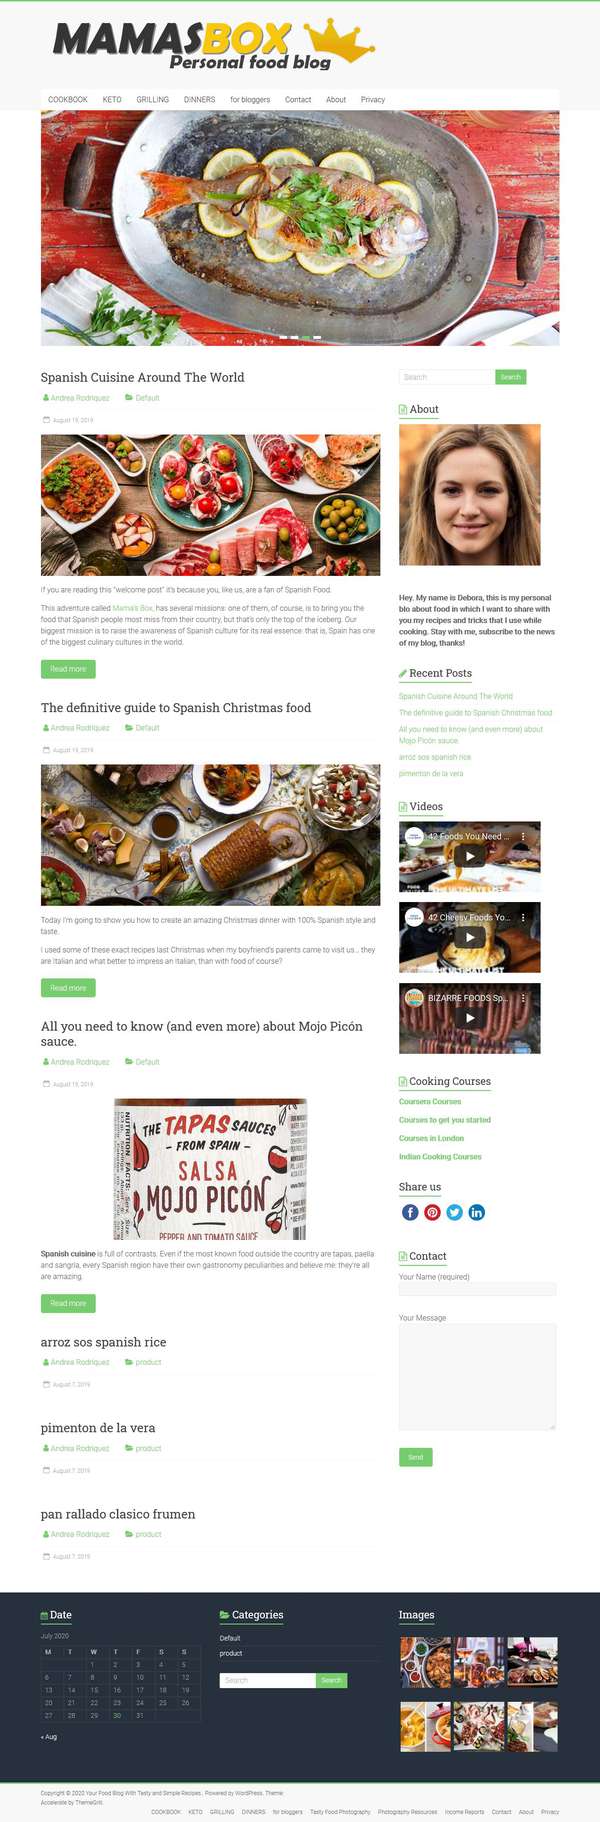 MAMASBOX
Personal food blog
COOKBOOK KETO GRILLING DINNERS for bloggers Contact About Privacy
Spanish Cuisine Around The World
Andrea Rodriquez Default
August 19, 2019
If you are reading this "welcome post" it's because you, like us, are a fan of Spanish Food.
This adventure called Mama's Box, has several missions: one of them, of course, is to bring you the
food that Spanish people most miss from their country, but that's only the top of the iceberg. Our
biggest mission is to raise the awareness of Spanish culture for its real essence: that is, Spain has one
of the biggest culinary cultures in the world.
Read more
The definitive guide to Spanish Christmas food
Andrea Rodriquez Default
August 19, 2019
Today I'm going to show you how to create an amazing Christmas dinner with 100% Spanish style and
taste.
I used some of these exact recipes last Christmas when my boyfriend's parents came to visit us... they
are Italian and what better to impress an Italian, than with food of course?
Read more
All you need to know (and even more) about Mojo Picón
sauce.
Andrea Rodriquez Default
August 19, 2019
THE TAPAS SAUCES
FROM SPAIN
SALSA
MOJO PICÓN
PEPPER AND TOMATO SAUCE
NUTRITION FACTS:
Spanish cuisine is full of contrasts. Even if the most known food outside the country are tapas, paella
and sangria, every Spanish region have their own gastronomy peculiarities and believe me: they're all
are amazing.
Read more
arroz sos spanish rice
Andrea Rodriquez product
August 7, 2019
pimenton de la vera
Andrea Rodriquez product
August 7, 2019
pan rallado clasico frumen
Andrea Rodriquez product
August 7, 2019
Search Search
About
Hey. My name is Debora, this is my personal
blo about food in which I want to share with
you my recipes and tricks that I use while
cooking. Stay with me, subscribe to the news
of my blog, thanks!
Recent Posts
Spanish Cuisine Around The World
The definitive guide to Spanish Christmas food
All you need to know (and even more) about
Mojo Picón sauce.
arroz sos spanish rice
pimenton de la vera
Videos
42 Foods You Need ...
42 Cheesy Foods Yo...
THE ULTIMATE LIST
BIZARRE FOODS Sp...
Cooking Courses
Coursera Courses
Courses to get you started
Courses in London
Indian Cooking Courses
Share us
Contact
Your Name (required)
Your Message
Send
Date
July 2020
M T W T F S S
1 2 3 4 5
6 7 8 9 10 11 12
13 14 15 16 17 18 19
20 21 22 23 24 25 26
27 28 29 30 31
« Aug
Categories
Default
product
Search Search
Images
Copyright © 2020 Your Food Blog With Tasty and Simple Recipes.. Powered by WordPress. Theme:
Accelerate by ThemeGrill.
COOKBOOK KETO GRILLING DINNERS for bloggers Tasty Food Photography Photography Resources Income Reports Contact About Privacy